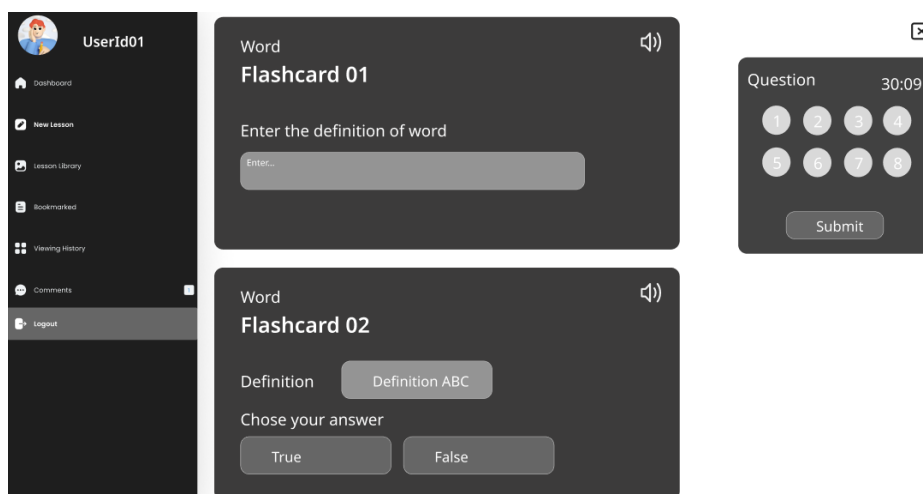 UserId01
Dashboard
New Lesson
Lesson Library
Bookmarked
Viewing History
Comments
1
Logout
Word
Flashcard 01
Enter the definition of word
Enter...
Word
Flashcard 02
Definition Definition ABC
Chose your answer
True False
Question 30:09
1 2 3 4
5 6 7 8
Submit